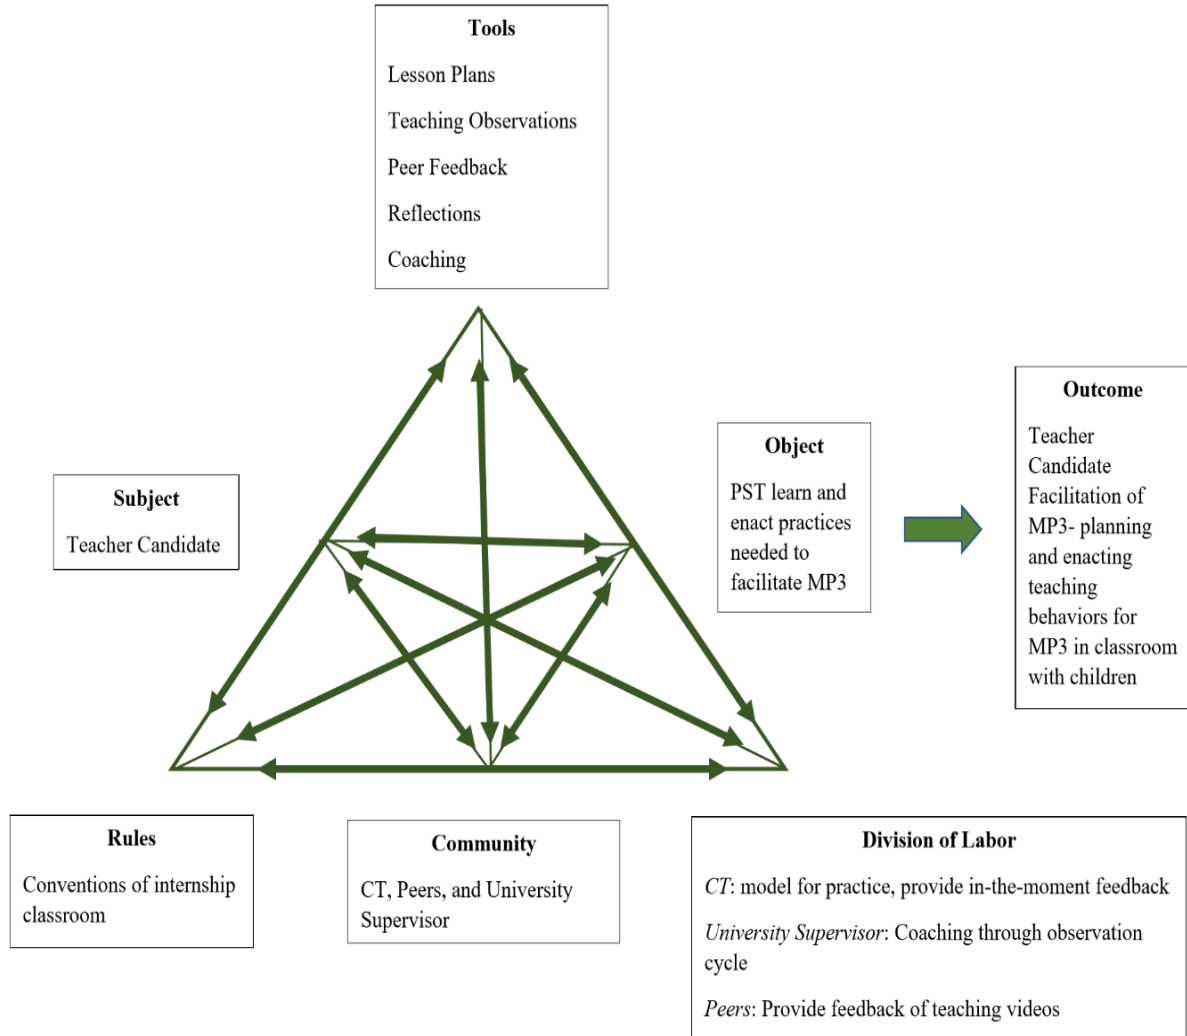 Tools
Lesson Plans
Teaching Observations
Peer Feedback
Reflections
Coaching
Subject
Teacher Candidate
Object
PST learn and
enact practices
needed to
facilitate MP3
Outcome
Teacher
Candidate
Facilitation of
MP3- planning
and enacting
teaching
behaviors for
MP3 in classroom
with children
Rules
Conventions of internship
classroom
Community
CT, Peers, and University
Supervisor
Division of Labor
CT: model for practice, provide in-the-moment feedback
University Supervisor: Coaching through observation
cycle
Peers: Provide feedback of teaching videos